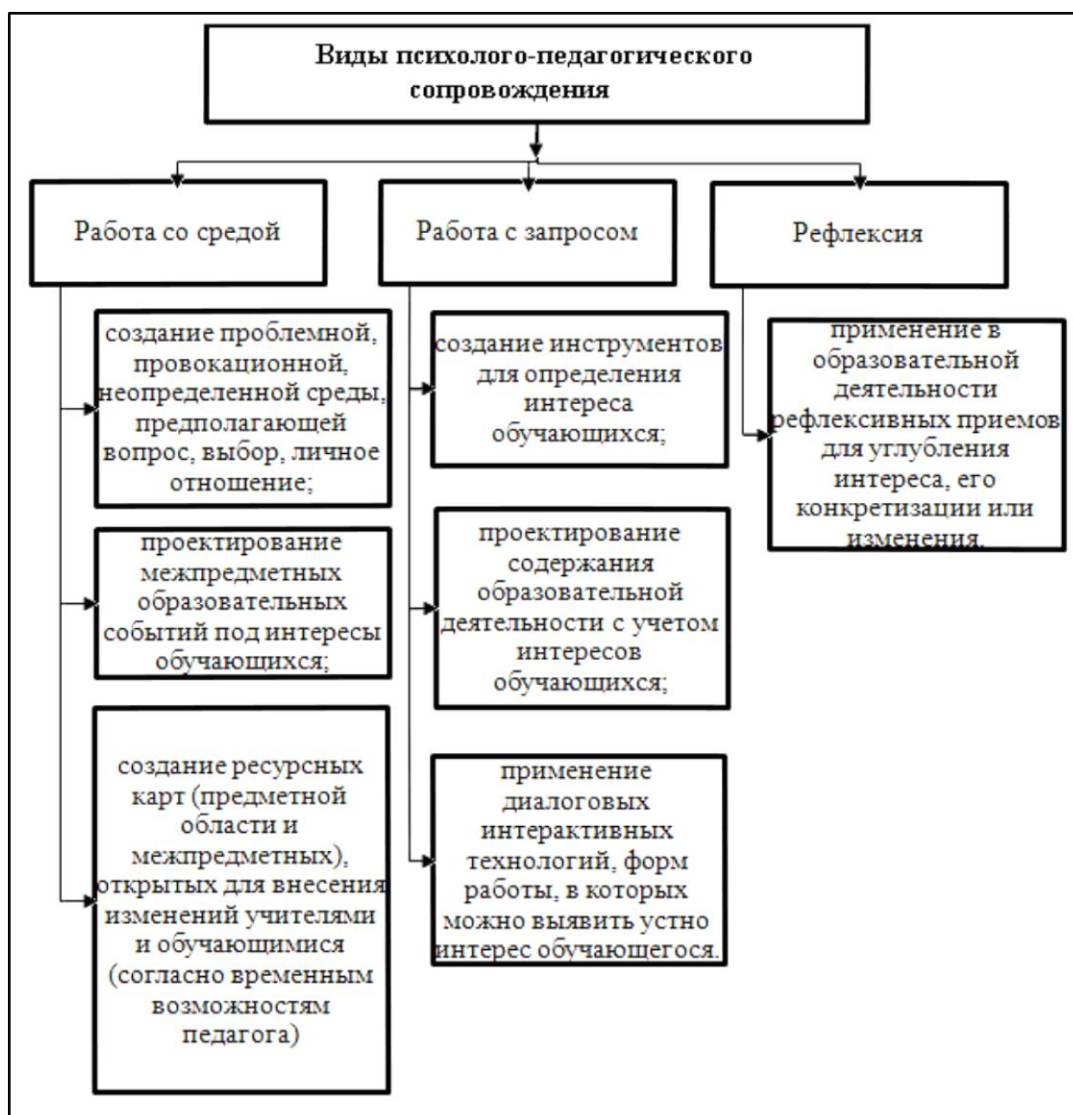 Виды психолого-педагогического
сопровождения
Работа со средой
создание проблемной,
провокационной,
неопределенной среды,
предполагающей
вопрос, выбор, личное
отношение;
проектирование
межпредметных
образовательных
событий под интересы
обучающихся;
создание ресурсных
карт (предметной
области и
межпредметных),
открытых для внесения
изменений учителями
и обучающимися
(согласно временным
возможностям
педагога)
Работа с запросом
создание инструментов
для определения
интереса
обучающихся;
проектирование
содержания
образовательной
деятельности с учетом
интересов
обучающихся;
применение
диалоговых
интерактивных
технологий, форм
работы, в которых
можно выявить устно
интерес обучающегося.
Рефлексия
применение в
образовательной
деятельности
рефлексивных приемов
для углубления
интереса, его
конкретизации или
изменения.